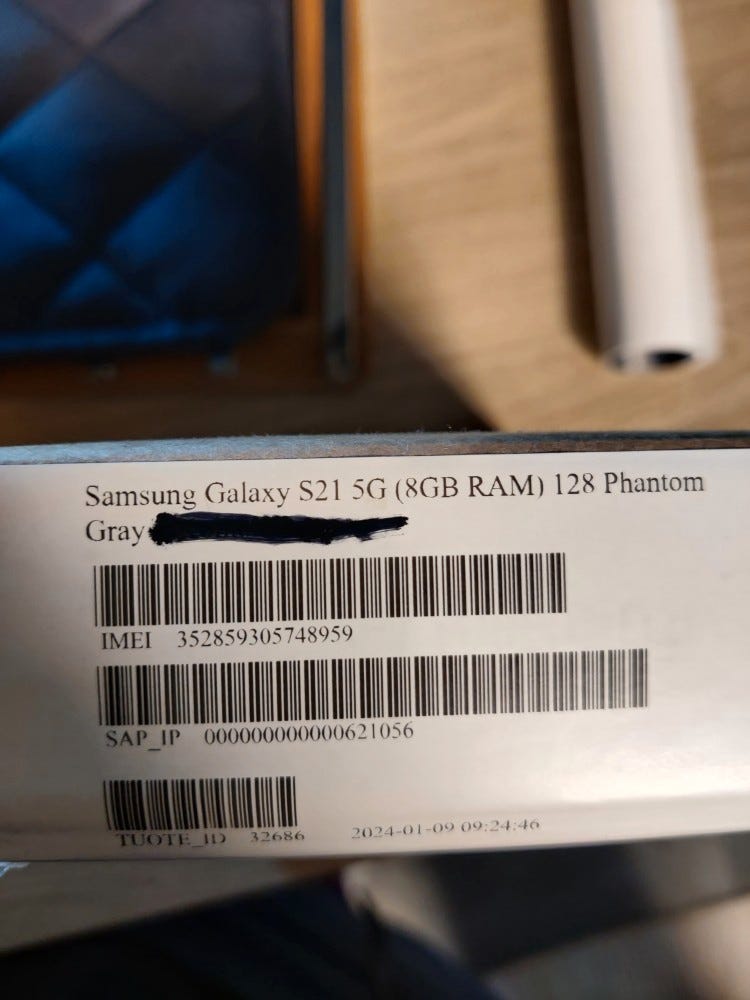 Samsung Galaxy S21 5G (8GB RAM) 128 Phantom
Gray
IMEI 352859305748959
SAP_IP 000000000000621056
TUOTE_ID 32686 2024-01-09 09:24:46